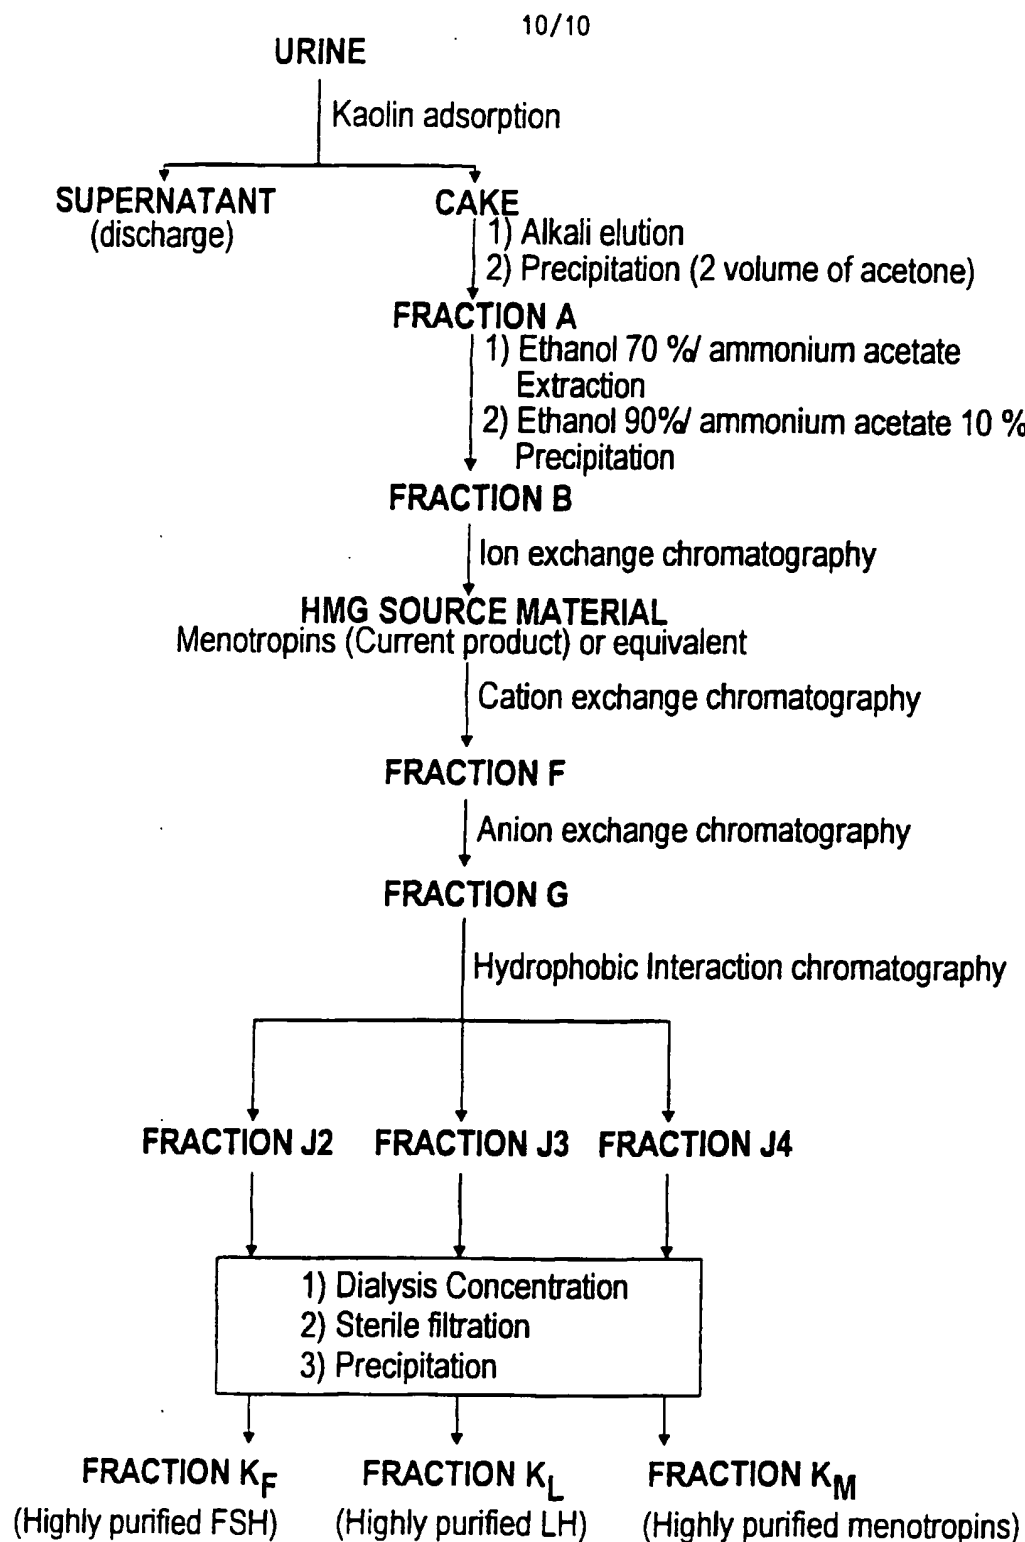 10/10
URINE
Kaolin adsorption
SUPERNATANT
(discharge)
CAKE
1) Alkali elution
2) Precipitation (2 volume of acetone)
FRACTION A
1) Ethanol 70 %/ ammonium acetate
Extraction
2) Ethanol 90%/ ammonium acetate 10 %
Precipitation
FRACTION B
Ion exchange chromatography
HMG SOURCE MATERIAL
Menotropins (Current product) or equivalent
Cation exchange chromatography
FRACTION F
Anion exchange chromatography
FRACTION G
Hydrophobic Interaction chromatography
FRACTION J2 FRACTION J3 FRACTION J4
1) Dialysis Concentration
2) Sterile filtration
3) Precipitation
FRACTION KF FRACTION KL FRACTION KM
(Highly purified FSH) (Highly purified LH) (Highly purified menotropins)